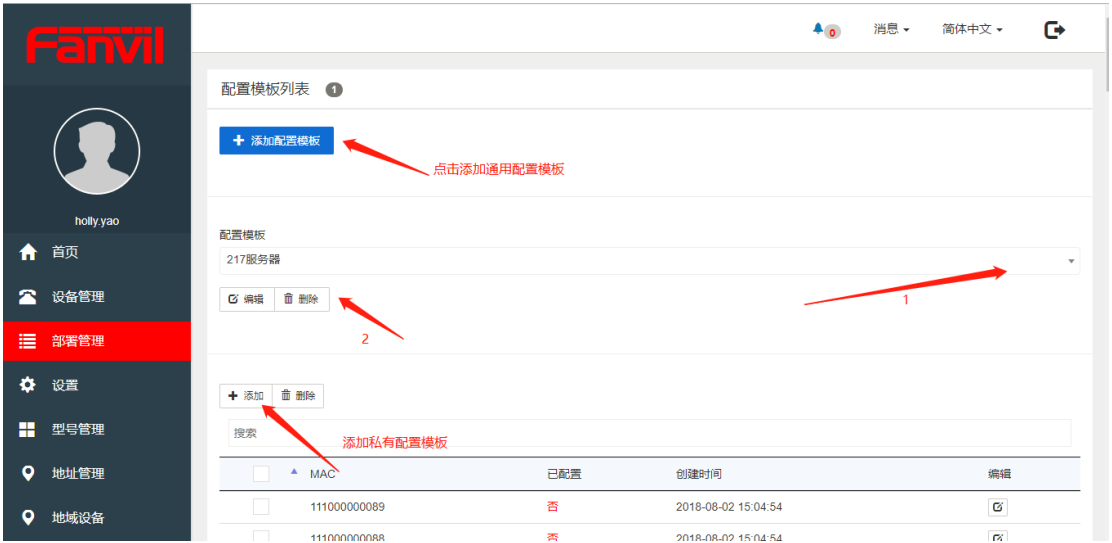 Fanvil
0
消息
简体中文
配置模板列表 1
添加配置模板
点击添加通用配置模板
holly.yao
首页
设备管理
部署管理
设置
型号管理
地址管理
地域设备
配置模板
217服务器
1
编辑 删除
2
添加 删除
搜索
添加私有配置模板
MAC 已配置 创建时间 编辑
111000000089 否 2018-08-02 15:04:54
111000000088 否 2018-08-02 15:04:54